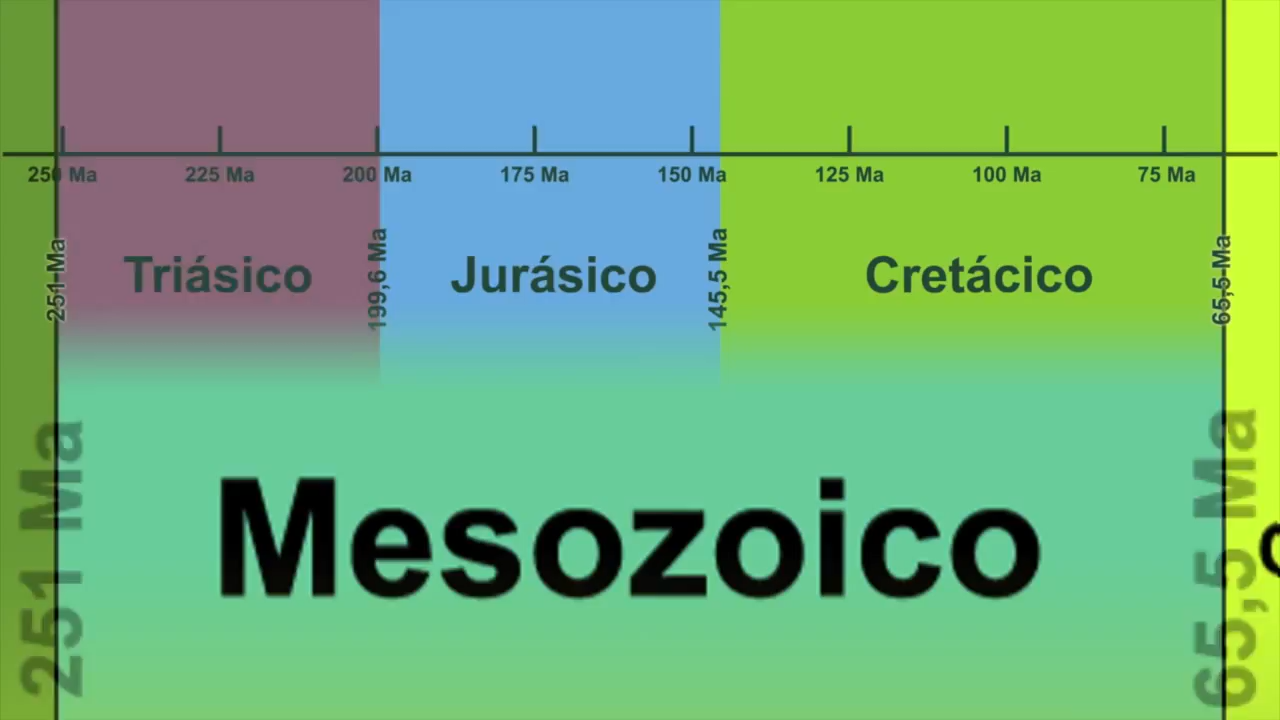 250 Ma 225 Ma 200 Ma 175 Ma 150 Ma 125 Ma 100 Ma 75 Ma
251 Ma Triásico 199,6 Ma Jurásico 145,5 Ma Cretácico 65,5 Ma
251 Ma Mesozoico 65,5 Ma